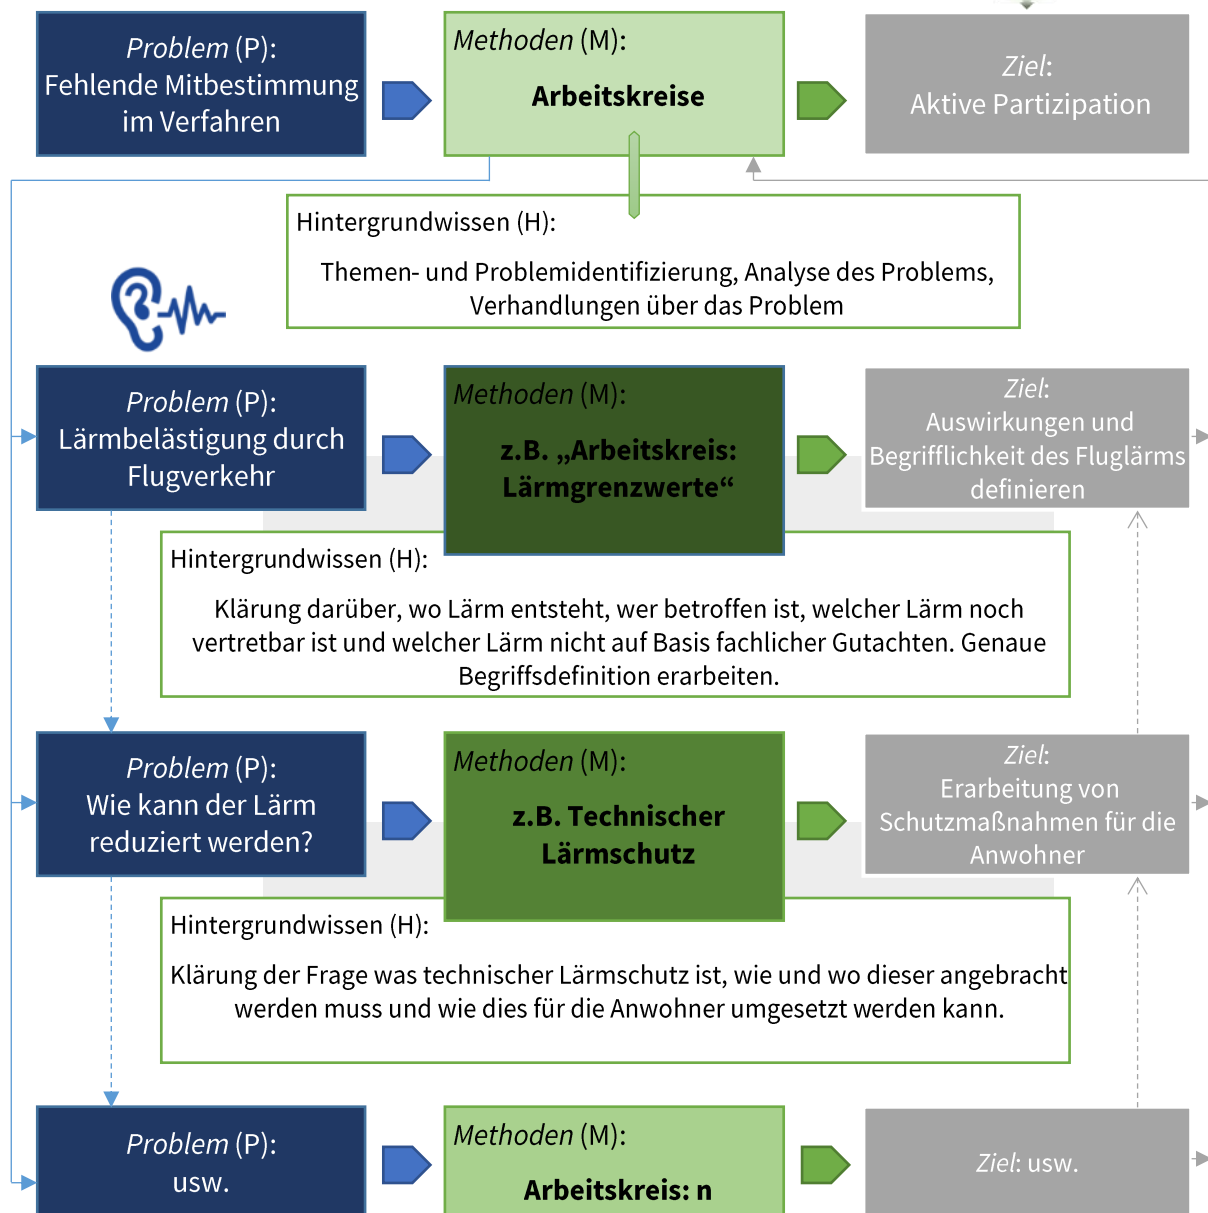 Problem (P):
Fehlende Mitbestimmung
im Verfahren
Methoden (M):
Arbeitskreise
Ziel:
Aktive Partizipation
Hintergrundwissen (H):
Themen- und Problemidentifizierung, Analyse des Problems,
Verhandlungen über das Problem
Problem (P):
Lärmbelästigung durch
Flugverkehr
Methoden (M):
z.B. „Arbeitskreis:
Lärmgrenzwerte“
Ziel:
Auswirkungen und
Begrifflichkeit des Fluglärms
definieren
Hintergrundwissen (H):
Klärung darüber, wo Lärm entsteht, wer betroffen ist, welcher Lärm noch
vertretbar ist und welcher Lärm nicht auf Basis fachlicher Gutachten. Genaue
Begriffsdefinition erarbeiten.
Problem (P):
Wie kann der Lärm
reduziert werden?
Methoden (M):
z.B. Technischer
Lärmschutz
Ziel:
Erarbeitung von
Schutzmaßnahmen für die
Anwohner
Hintergrundwissen (H):
Klärung der Frage was technischer Lärmschutz ist, wie und wo dieser angebracht
werden muss und wie dies für die Anwohner umgesetzt werden kann.
Problem (P):
usw.
Methoden (M):
Arbeitskreis: n
Ziel: usw.